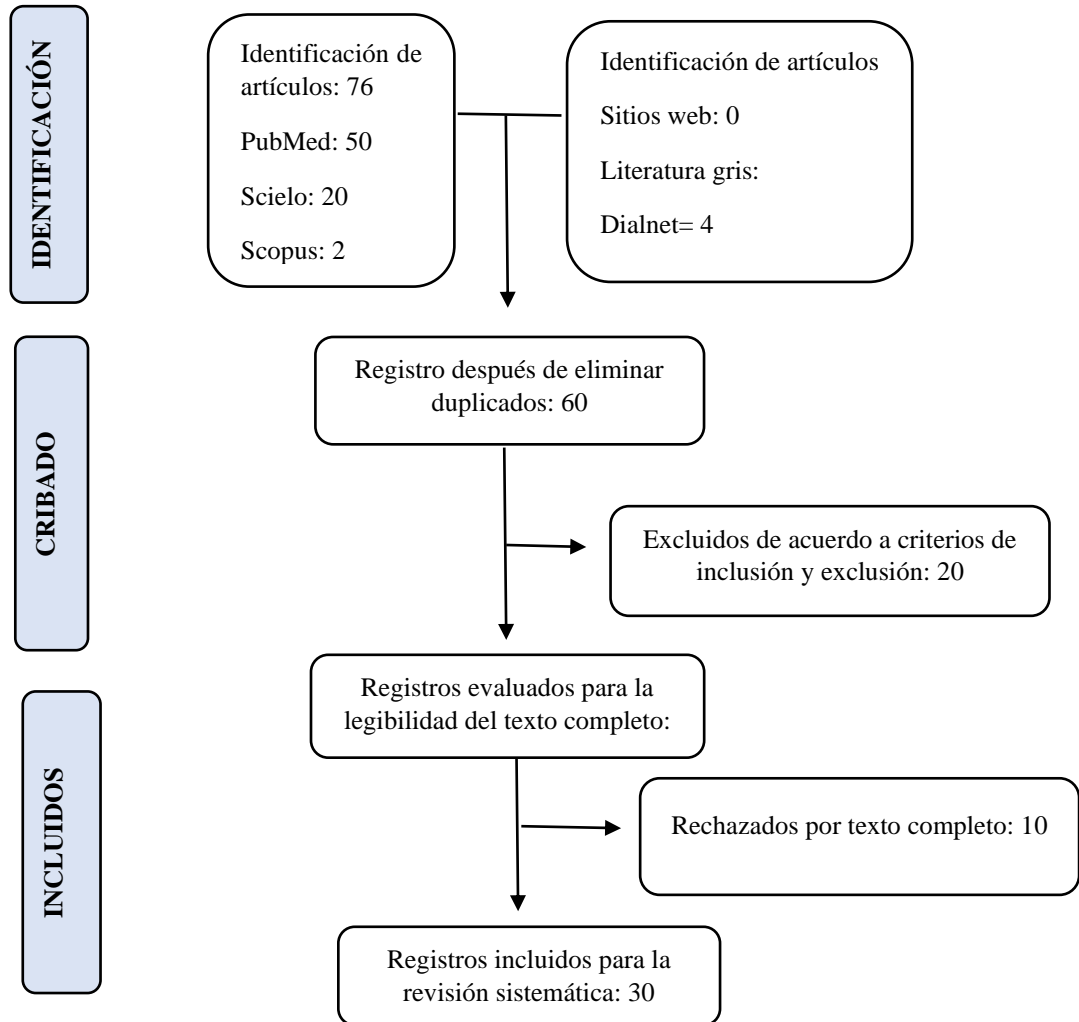 IDENTIFICACIÓN
Identificación de
artículos: 76
PubMed: 50
Scielo: 20
Scopus: 2
Identificación de artículos
Sitios web: 0
Literatura gris:
Dialnet= 4
CRIBADO
Registro después de eliminar
duplicados: 60
Excluidos de acuerdo a criterios de
inclusión y exclusión: 20
Registros evaluados para la
legibilidad del texto completo:
INCLUIDOS
Rechazados por texto completo: 10
Registros incluidos para la
revisión sistemática: 30